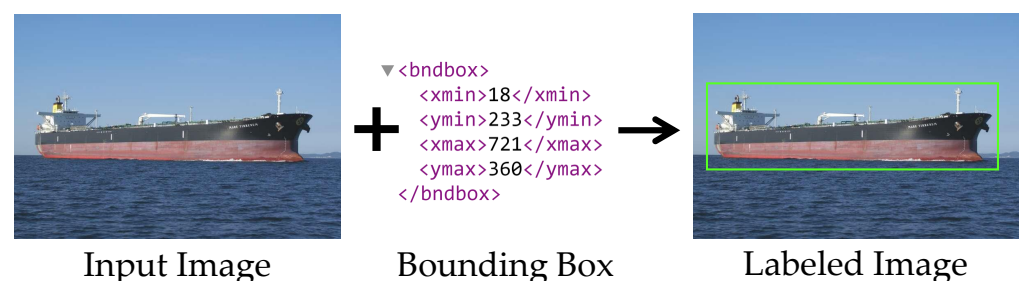 <bndbox>
<xmin>18</xmin>
<ymin>233</ymin>
<xmax>721</xmax>
<ymax>360</ymax>
</bndbox>
Input Image
Bounding Box
Labeled Image